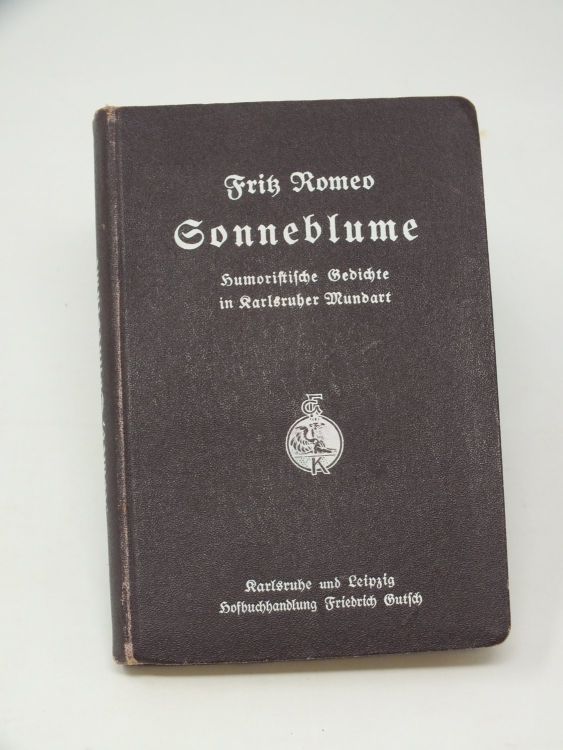 Fritz Romeo
Sonneblume
Humoristische Gedichte
in Karlsruher Mundart
K
Karlsruhe und Leipzig
Hofbuchhandlung Friedrich Gutsch